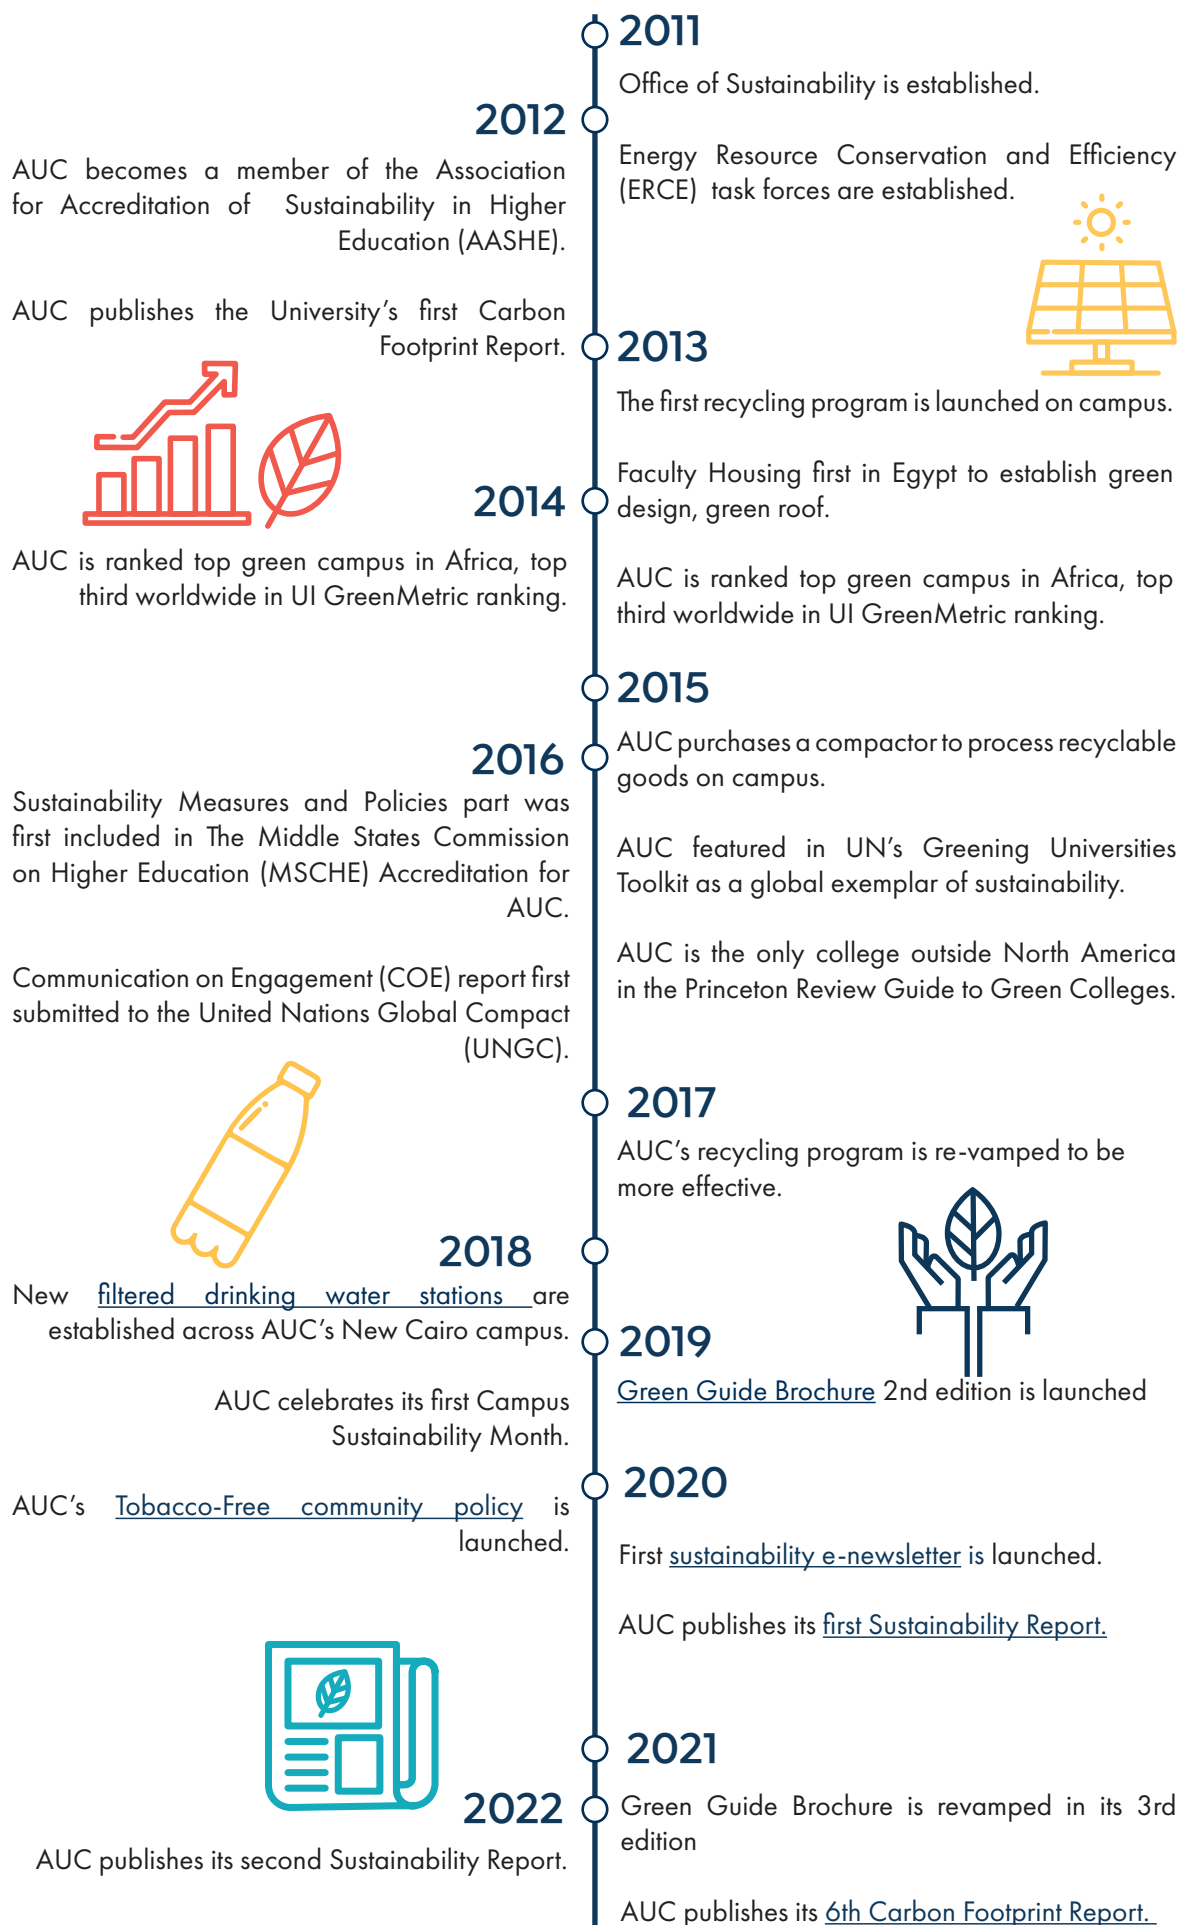 2011
Office of Sustainability is established.
Energy Resource Conservation and Efficiency
(ERCE) task forces are established.
2012
AUC becomes a member of the Association
for Accreditation of Sustainability in Higher
Education (AASHE).
AUC publishes the University’s first Carbon
Footprint Report.
2013
The first recycling program is launched on campus.
Faculty Housing first in Egypt to establish green
design, green roof.
AUC is ranked top green campus in Africa, top
third worldwide in UI GreenMetric ranking.
2014
AUC is ranked top green campus in Africa, top
third worldwide in UI GreenMetric ranking.
2015
AUC purchases a compactor to process recyclable
goods on campus.
AUC featured in UN’s Greening Universities
Toolkit as a global exemplar of sustainability.
AUC is the only college outside North America
in the Princeton Review Guide to Green Colleges.
2016
Sustainability Measures and Policies part was
first included in The Middle States Commission
on Higher Education (MSCHE) Accreditation for
AUC.
Communication on Engagement (COE) report first
submitted to the United Nations Global Compact
(UNGC).
2017
AUC’s recycling program is re-vamped to be
more effective.
2018
New filtered drinking water stations are
established across AUC’s New Cairo campus.
AUC celebrates its first Campus
Sustainability Month.
AUC’s Tobacco-Free community policy is
launched.
2019
Green Guide Brochure 2nd edition is launched
2020
First sustainability e-newsletter is launched.
AUC publishes its first Sustainability Report.
2021
Green Guide Brochure is revamped in its 3rd
edition
AUC publishes its 6th Carbon Footprint Report.
2022
AUC publishes its second Sustainability Report.